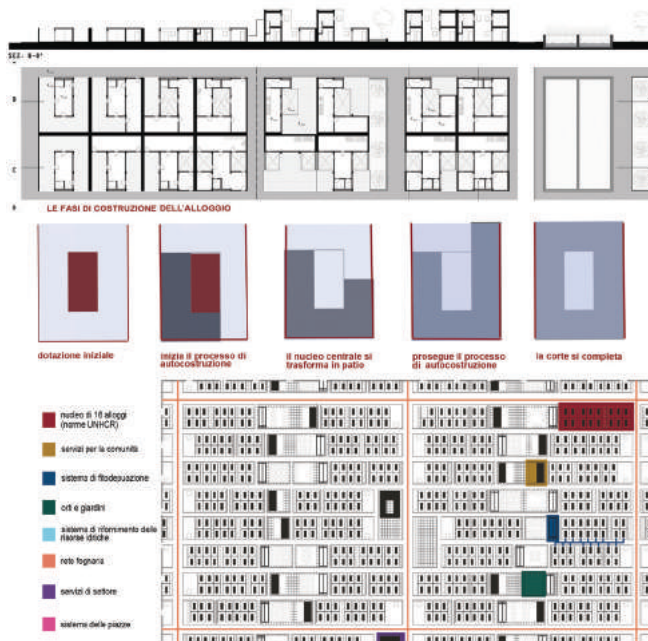 SEZ. B-B'
D
C
LE FASI DI COSTRUZIONE DELL'ALLOGGIO
dotazione iniziale
inizia il processo di
autocostruzione
il nucleo centrale si
trasforma in patio
prosegue il processo
di autocostruzione
la corte si completa
nucleo di 16 alloggi
(norme UNHCR)
servizi per la comunità
sistema di fitodepuazione
orti e giardini
sistema di rifornimento delle
risorse idriche
rete fognaria
servizi di settore
sistema delle piazze